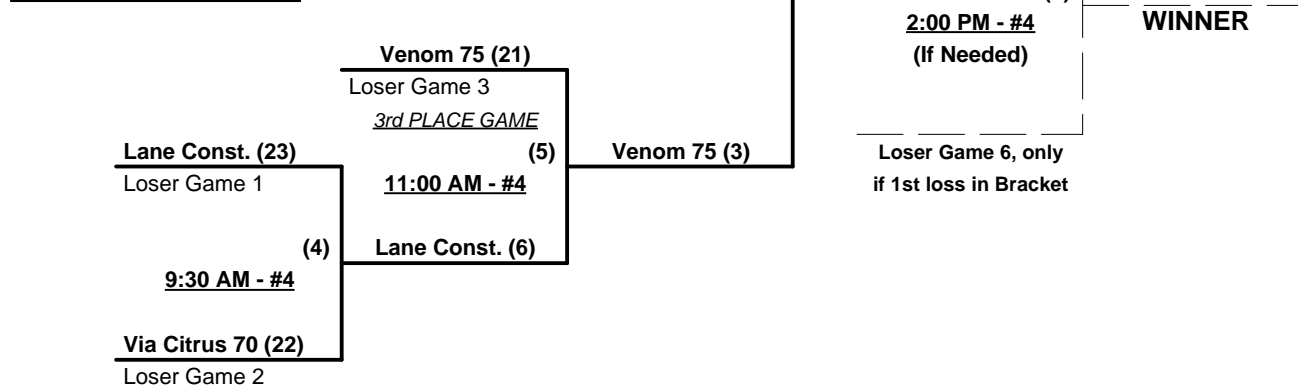 2:00 PM - #4
WINNER
(If Needed)
Venom 75 (21)
Loser Game 3
3rd PLACE GAME
Lane Const. (23)
(5)
Venom 75 (3)
Loser Game 6, only
Loser Game 1
11:00 AM - #4
if 1st loss in Bracket
(4)
Lane Const. (6)
9:30 AM - #4
Via Citrus 70 (22)
Loser Game 2